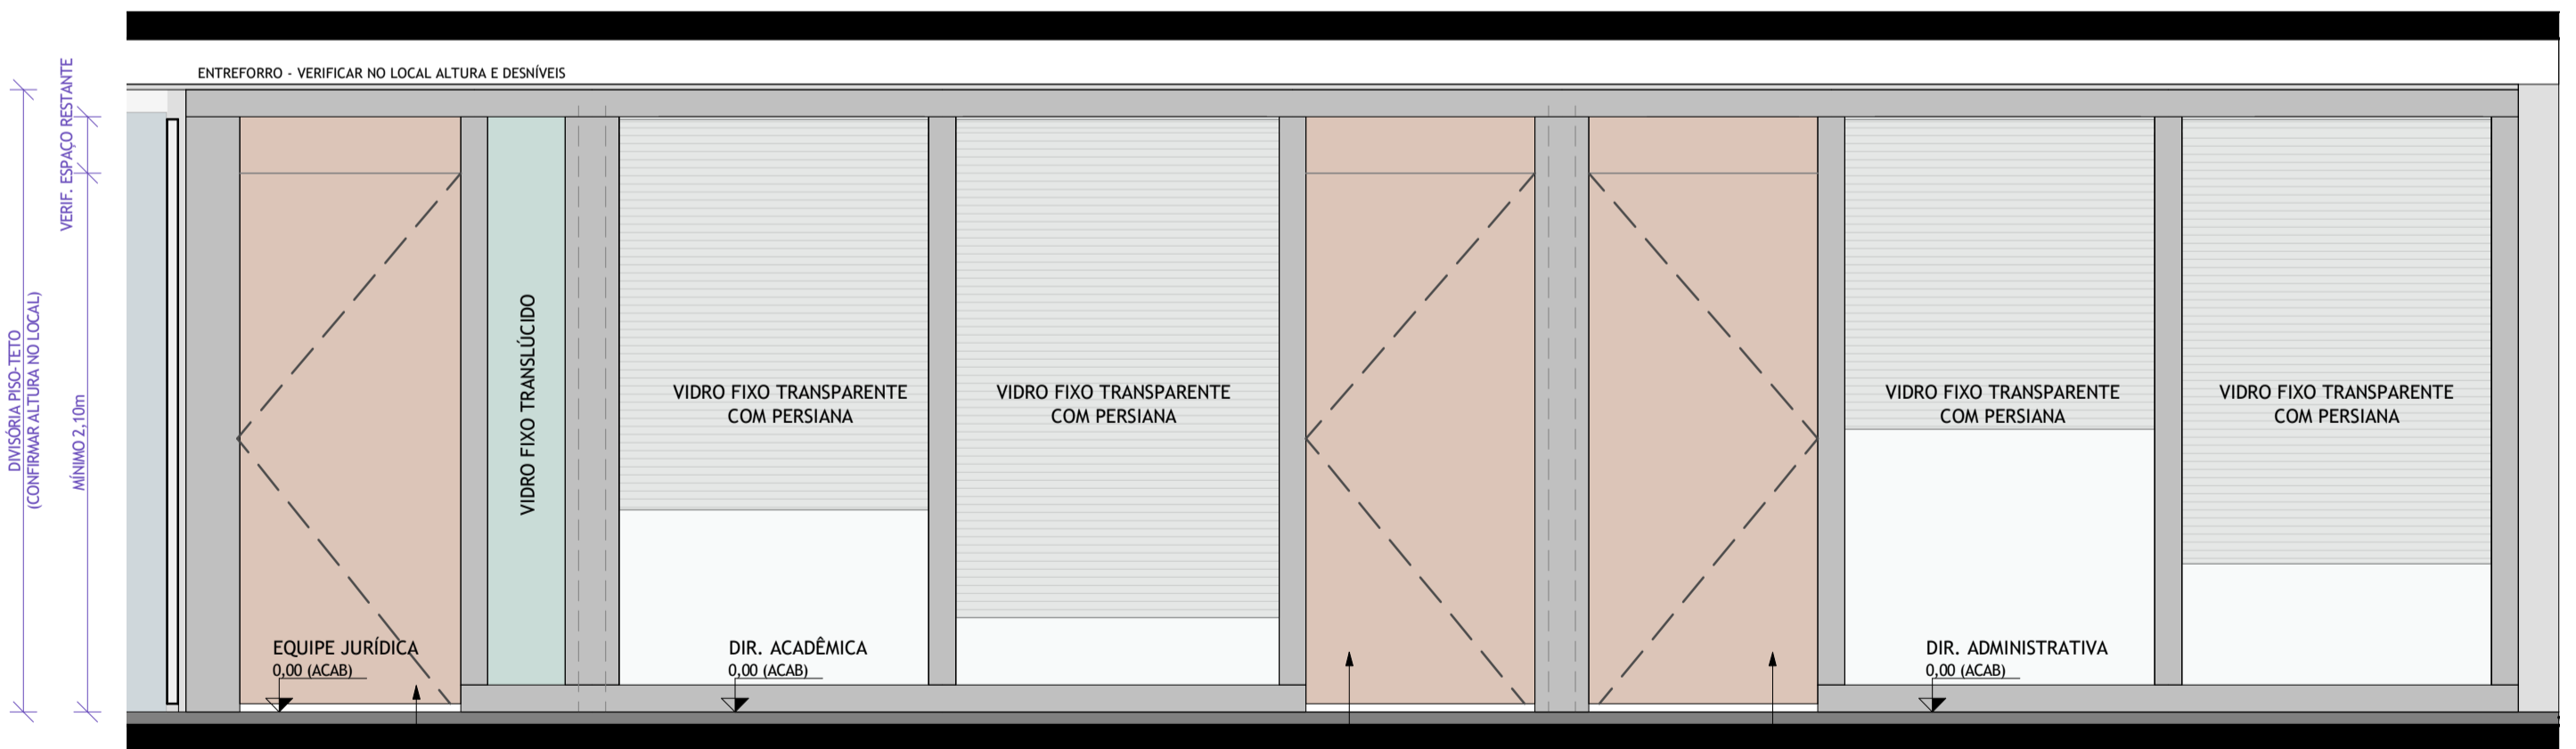 ENTREFORRO - VERIFICAR NO LOCAL ALTURA E DESNÍVEIS
VERIF. ESPAÇO RESTANTE
DIVISÓRIA PISO-TETO
(CONFIRMAR ALTURA NO LOCAL)
MÍNIMO 2,10m
VIDRO FIXO TRANSLÚCIDO
VIDRO FIXO TRANSPARENTE
COM PERSIANA
VIDRO FIXO TRANSPARENTE
COM PERSIANA
VIDRO FIXO TRANSPARENTE
COM PERSIANA
VIDRO FIXO TRANSPARENTE
COM PERSIANA
EQUIPE JURÍDICA
0,00 (ACAB)
DIR. ACADÊMICA
0,00 (ACAB)
DIR. ADMINISTRATIVA
0,00 (ACAB)